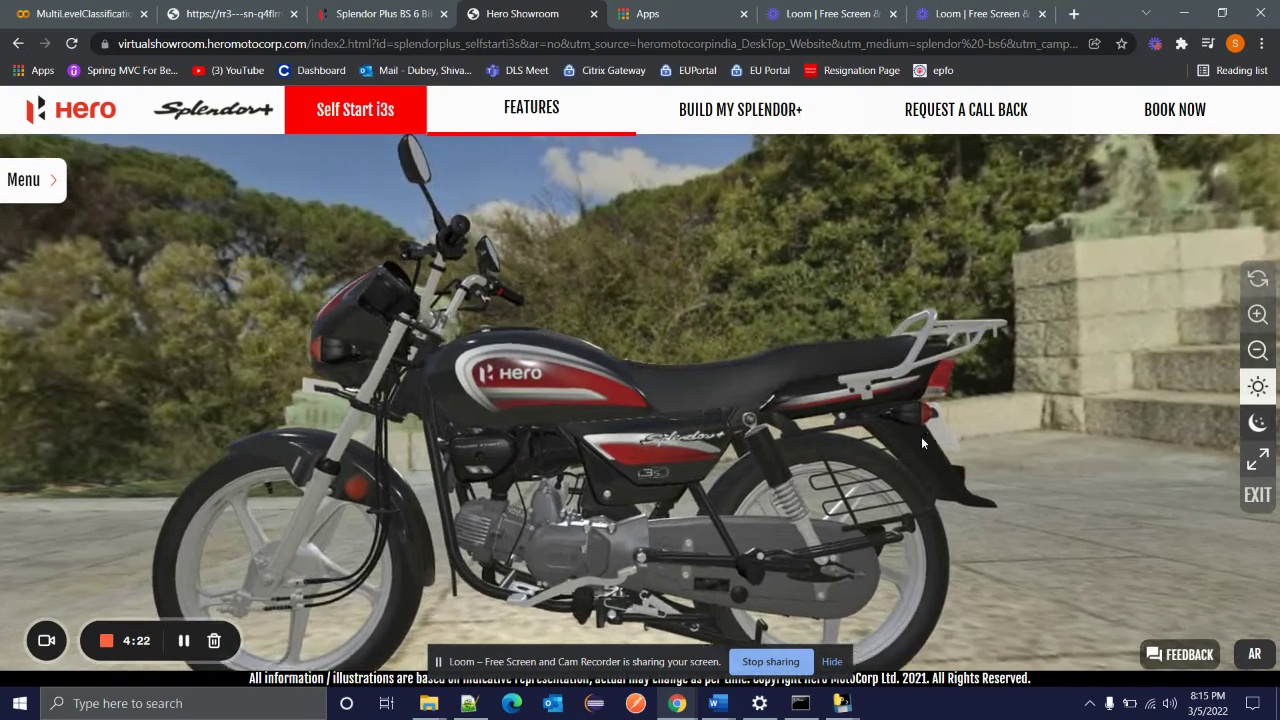 MultiLevelClassificatio
https://rr3---sn-q4flrn
Splendor Plus BS 6 Bik
Hero Showroom
Apps
Loom | Free Screen &
Loom | Free Screen &
virtualshowroom.heromotocorp.com/index2.html?id=splendorplus_selfstarti3s&at=no&utm_source=heromotocorpindia_DeskTop_Website&utm_medium=splendor%20-bs6&utm_camp...
Apps
Spring MVC For Be...
(3) YouTube
Dashboard
Mail - Dubey, Shiva...
DLS Meet
Citrix Gateway
EUPortal
EU Portal
Resignation Page
epfo
Reading list
Hero
Splendor+
Self Start i3s
FEATURES
BUILD MY SPLENDOR+
REQUEST A CALL BACK
BOOK NOW
Menu
Hero
Splendor+
i3s
EXIT
4:22
Loom – Free Screen and Cam Recorder is sharing your screen.
Stop sharing
Hide
FEEDBACK
AR
All information / illustrations are based on indicative representation, actual may change as per time. Copyright Hero MotoCorp Ltd. 2021. All Rights Reserved.
Type here to search
8:15 PM
3/5/2022